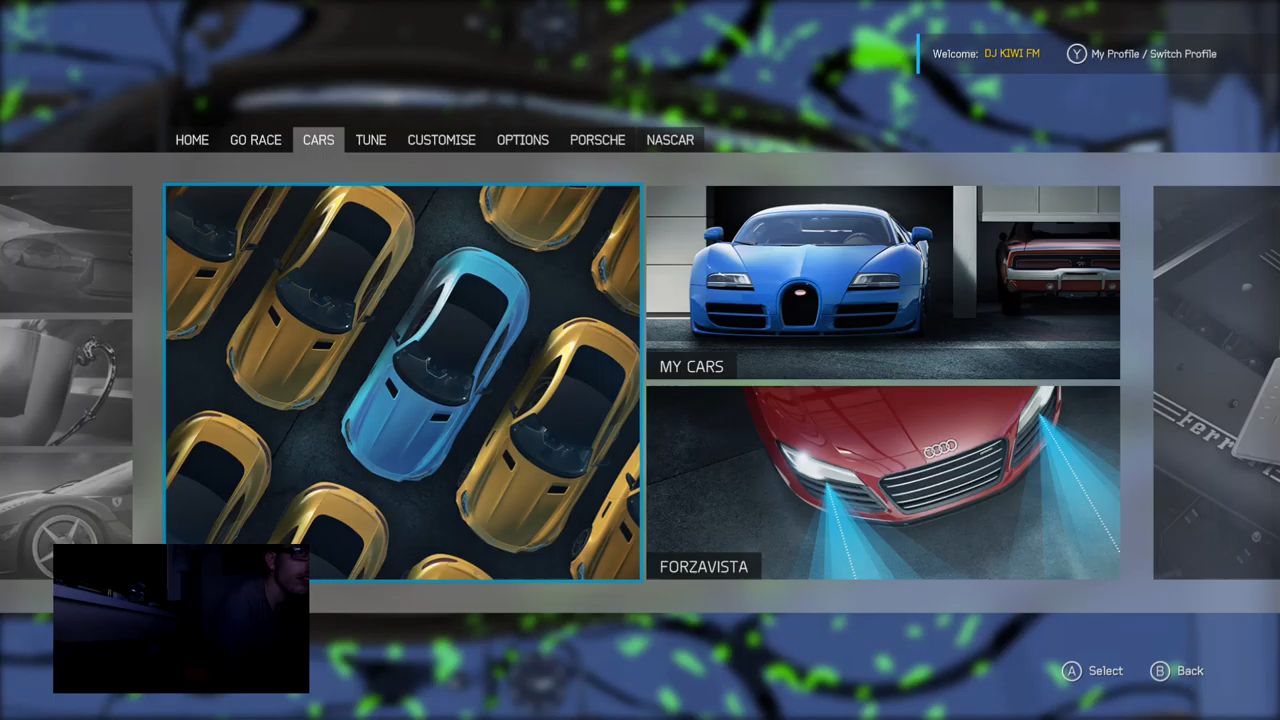 Welcome: DJ KIWI FM
Y My Profile / Switch Profile
HOME GO RACE CARS TUNE CUSTOMISE OPTIONS PORSCHE NASCAR
MY CARS
FORZAVISTA
A Select B Back